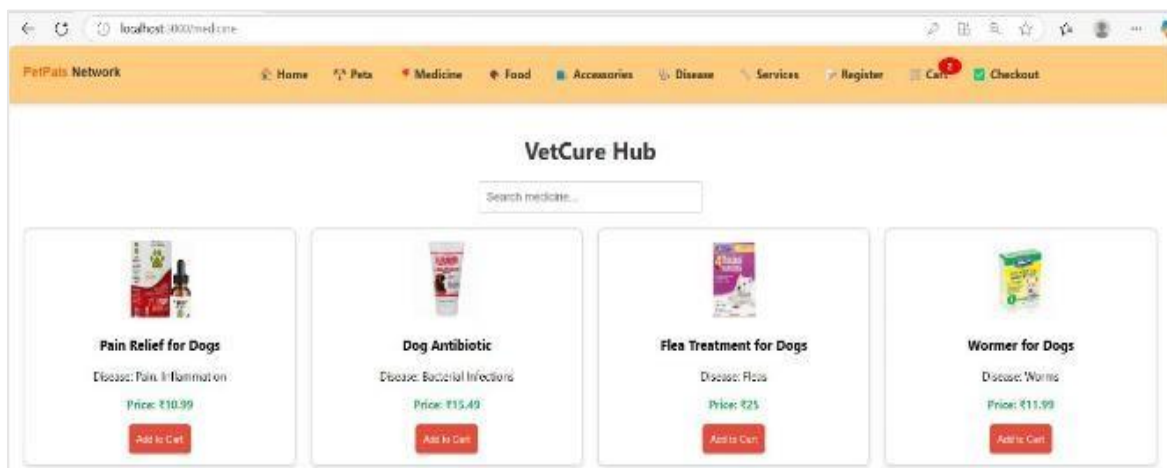 localhost:3000/medicine
PetPals Network Home Pets Medicine Food Accessories Disease Services Register Cart 2 Checkout
VetCure Hub
Search medicine...
Pain Relief for Dogs Dog Antibiotic Flea Treatment for Dogs Wormer for Dogs
Disease: Pain, Inflammation Disease: Bacterial Infections Disease: Fleas Disease: Worms
Price: ₹10.99 Price: ₹15.49 Price: ₹25 Price: ₹11.99
Add to Cart Add to Cart Add to Cart Add to Cart